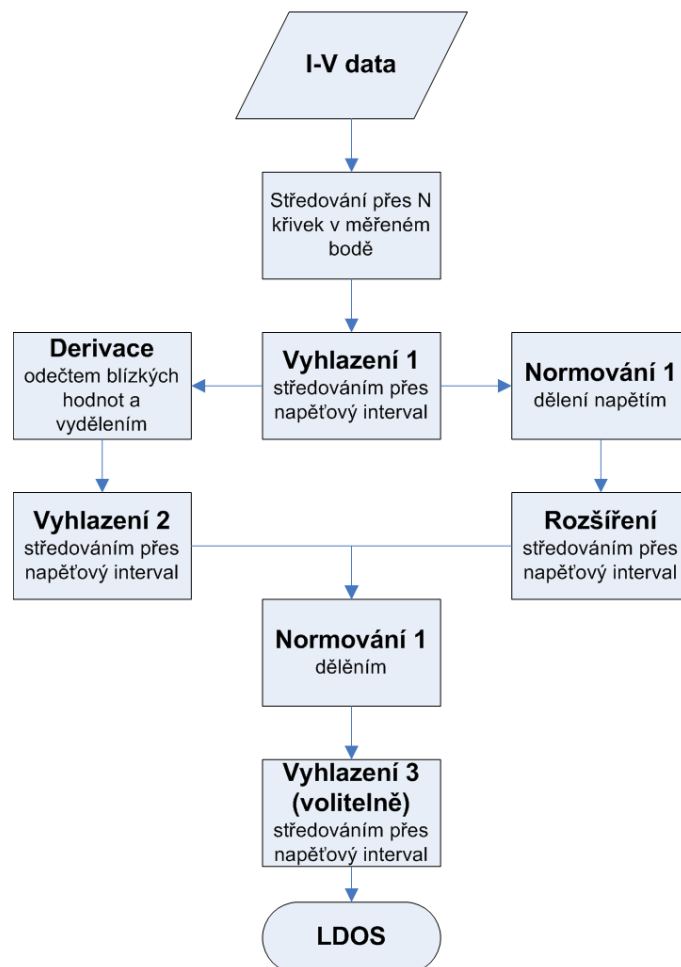 I-V data
Středování přes N
křivek v měřeném
bodě
Derivace
odečtem blízkých
hodnot a
vydělením
Vyhlazení 1
středováním přes
napěťový interval
Normování 1
dělení napětím
Vyhlazení 2
středováním přes
napěťový interval
Rozšíření
středováním přes
napěťový interval
Normování 1
dělěním
Vyhlazení 3
(volitelně)
středováním přes
napěťový interval
LDOS